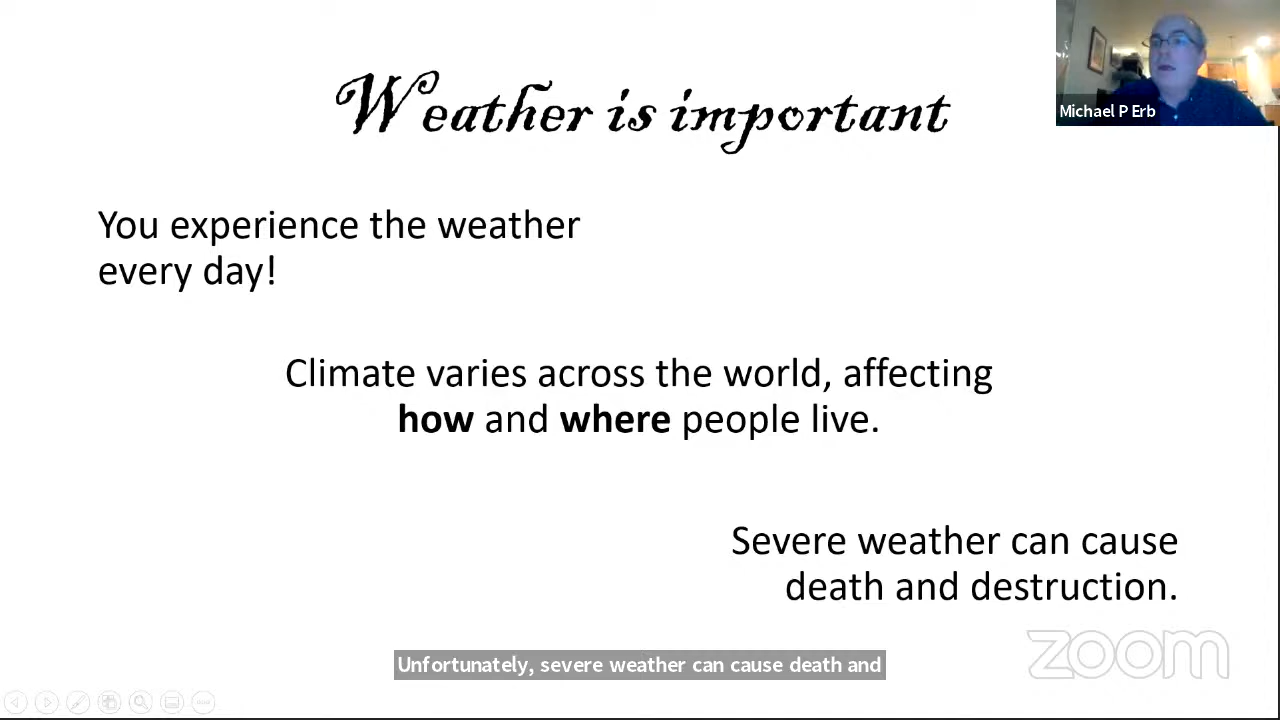 Weather is important
Michael P Erb
You experience the weather
every day!
Climate varies across the world, affecting
how and where people live.
Severe weather can cause
death and destruction.
zoom
Unfortunately, severe weather can cause death and